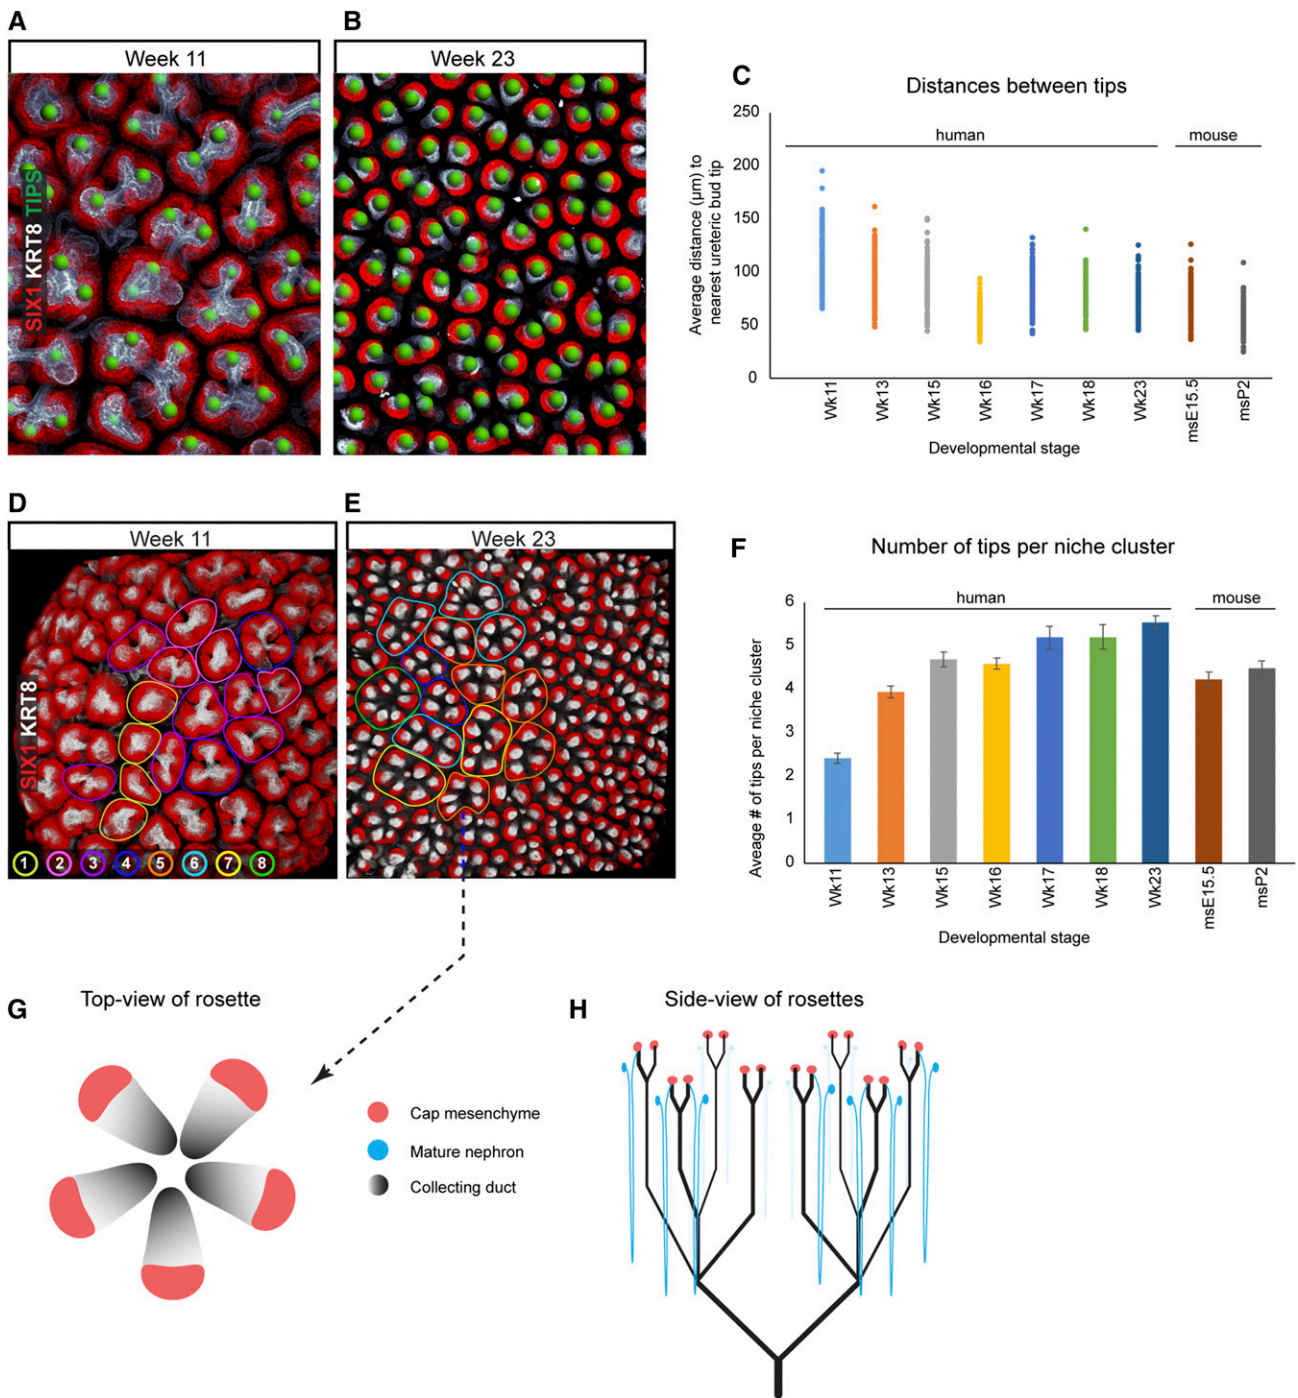 A
B
Week 11
Week 23
SIX1 KRT8 TIPS
C
Distances between tips
human
mouse
250
200
150
100
50
0
Average distance (µm) to
nearest ureteric bud tip
Wk11
Wk13
Wk15
Wk16
Wk17
Wk18
Wk23
msE15.5
msP2
Developmental stage
D
E
Week 11
Week 23
SIX1 KRT8
1 2 3 4 5 6 7 8
F
Number of tips per niche cluster
human
mouse
6
5
4
3
2
1
0
Aveage # of tips per niche cluster
Wk11
Wk13
Wk15
Wk16
Wk17
Wk18
Wk23
msE15.5
msP2
Developmental stage
G
Top-view of rosette
Cap mesenchyme
Mature nephron
Collecting duct
H
Side-view of rosettes